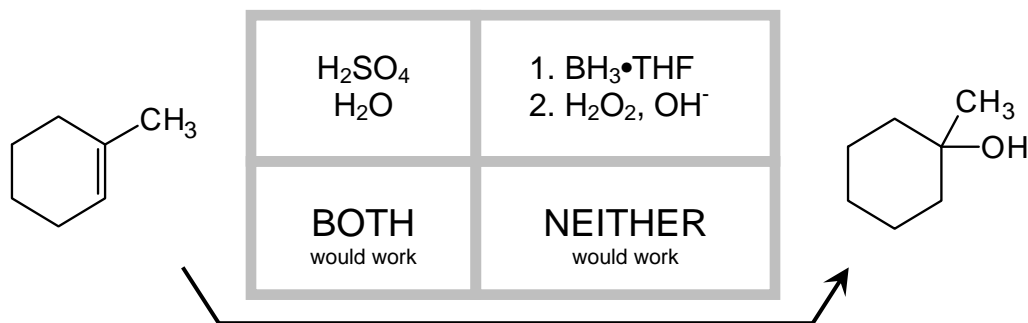 CH₃
H₂SO₄
H₂O
1. BH₃•THF
2. H₂O₂, OH⁻
BOTH
would work
NEITHER
would work
CH₃
OH